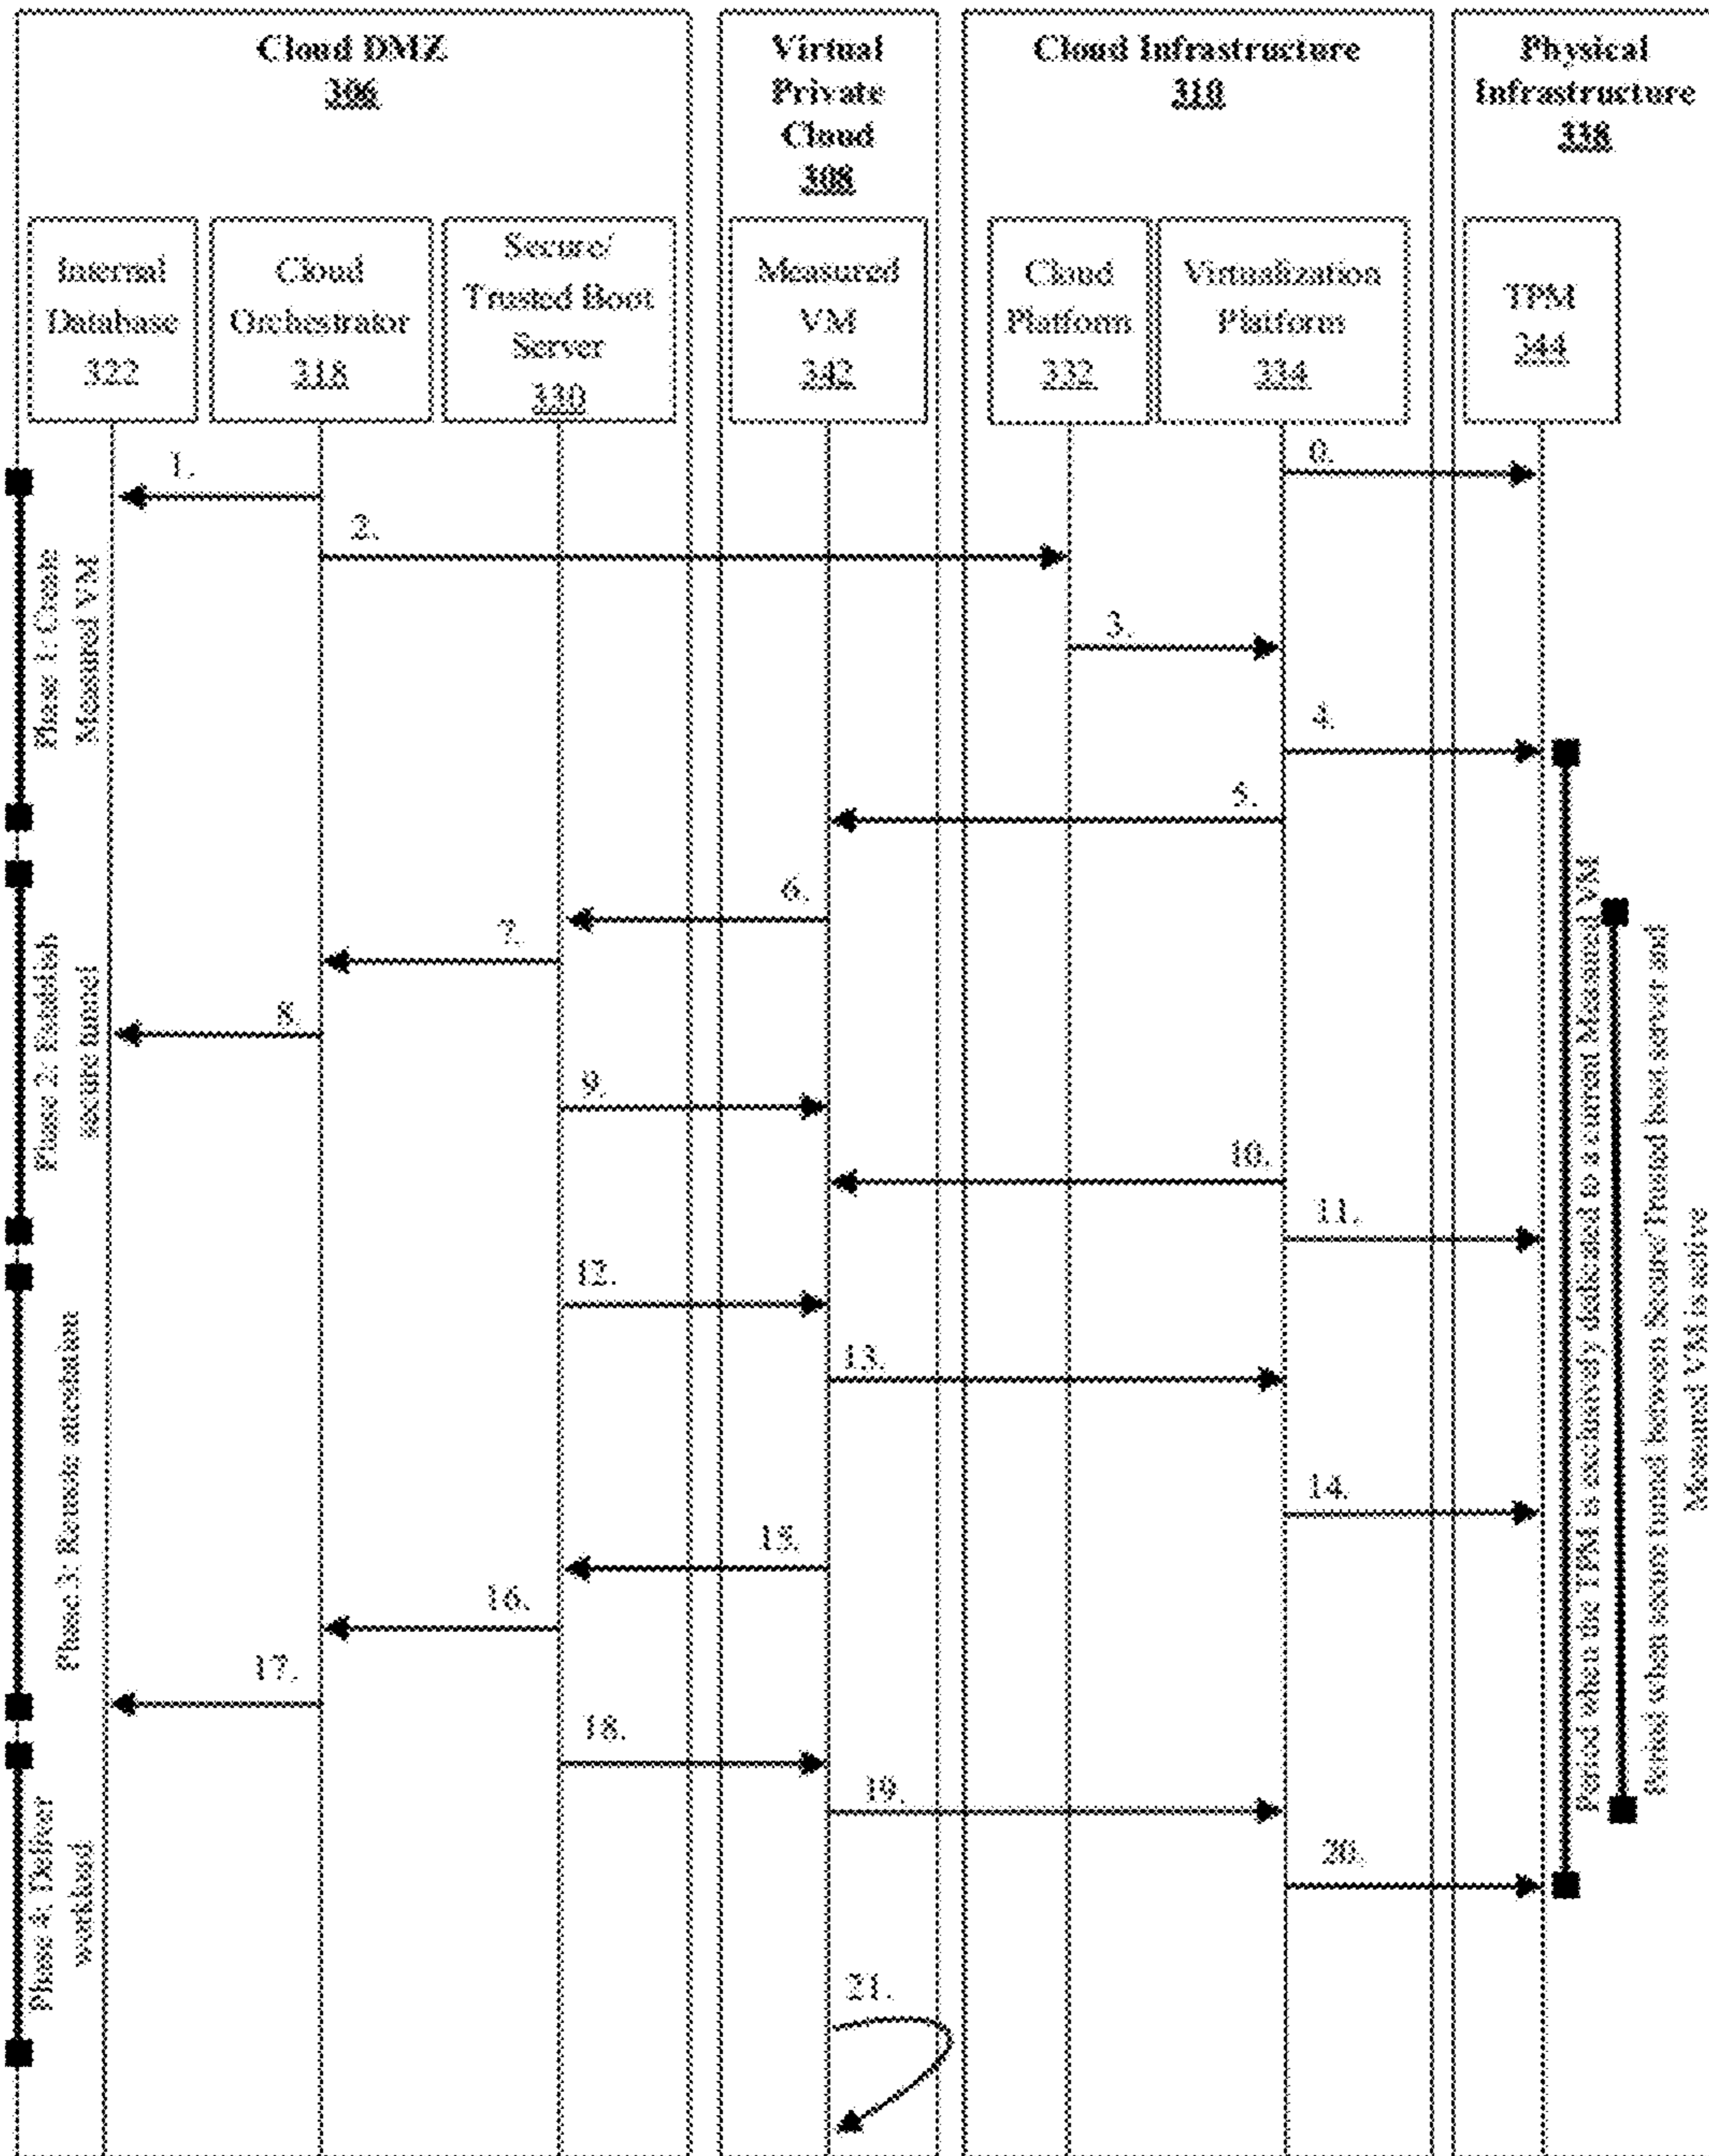 Cloud DMZ
306
Virtual
Private
Cloud
308
Cloud Infrastructure
310
Physical
Infrastructure
338
Internal
Database
322
Cloud
Orchestrator
318
Secure/
Trusted Boot
Server
330
Measured
VM
342
Cloud
Platform
332
Virtualization
Platform
334
TPM
344
0.
1.
2.
3.
4.
5.
6.
7.
8.
9.
10.
11.
12.
13.
14.
15.
16.
17.
18.
19.
20.
21.
Phase 1: Create
Measured VM
Phase 2: Establish
secure tunnel
Phase 3: Remote attestation
Phase 4: Deliver
workload
Period when the TPM is exclusively dedicated to a current Measured VM
Period when secure tunnel between Secure/Trusted boot server and
Measured VM is active